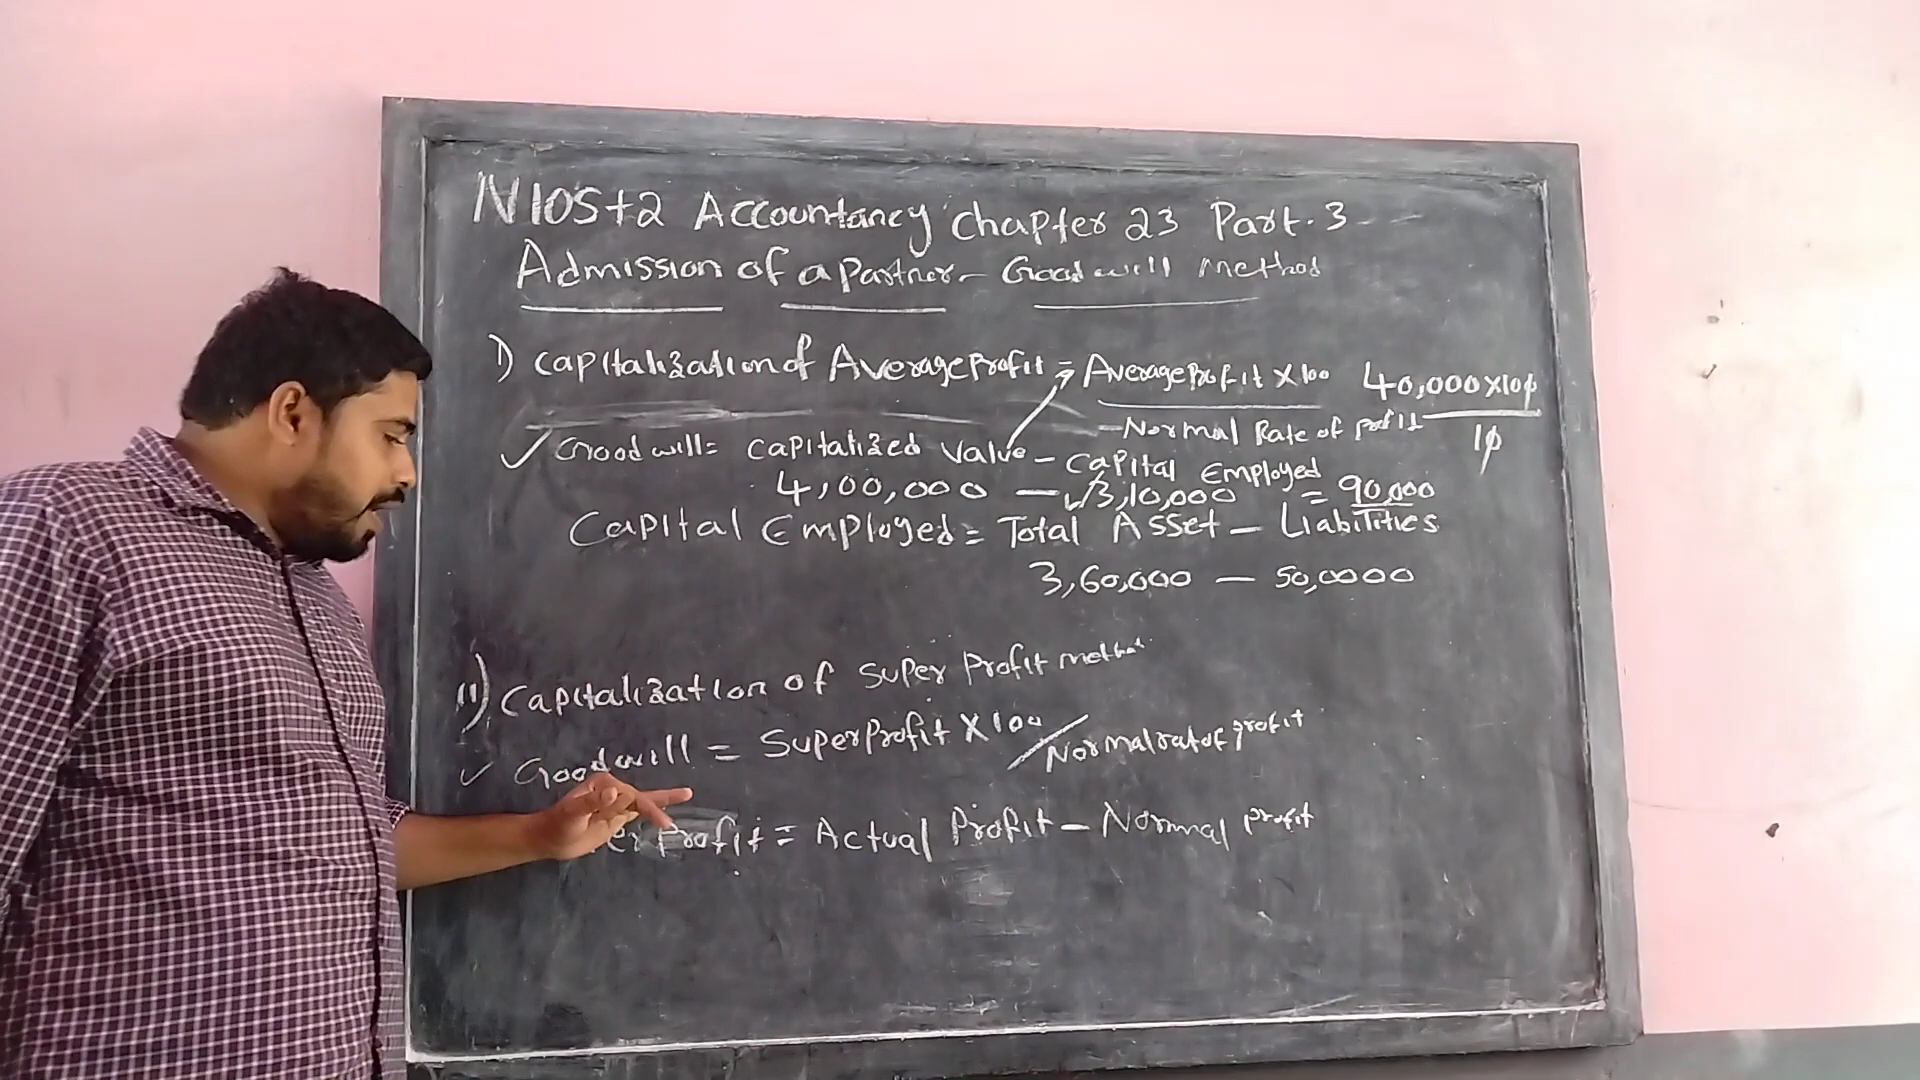 NIOS+2 Accountancy Chapter 23 Part.3
Admission of a Partner - Goodwill Method
I) Capitalization of Average Profit = Average Profit X 100 40,000 X 100
Normal Rate of profit 10
✓ Goodwill = Capitalized Value - Capital Employed
4,00,000 - 3,10,000 = 90,000
Capital Employed = Total Asset - Liabilities
3,60,000 - 50,0000
II) Capitalization of Super Profit method
✓ Goodwill = Super Profit X 100 / Normal rat of profit
er Profit = Actual Profit - Normal profit